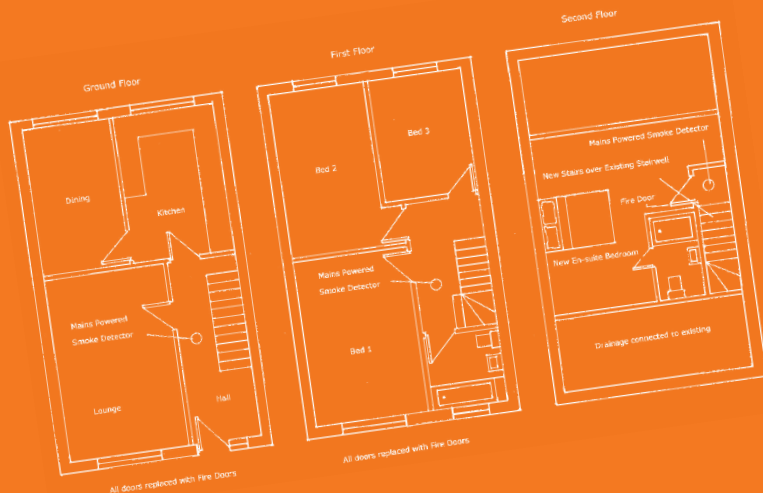 Ground Floor
Dining
Kitchen
Mains Powered
Smoke Detector
Lounge
Hall
All doors replaced with Fire Doors
First Floor
Bed 2
Bed 3
Mains Powered
Smoke Detector
Bed 1
All doors replaced with Fire Doors
Second Floor
Mains Powered Smoke Detector
New Stairs over Existing Stairwell
Fire Door
New En-suite Bedroom
Drainage connected to existing